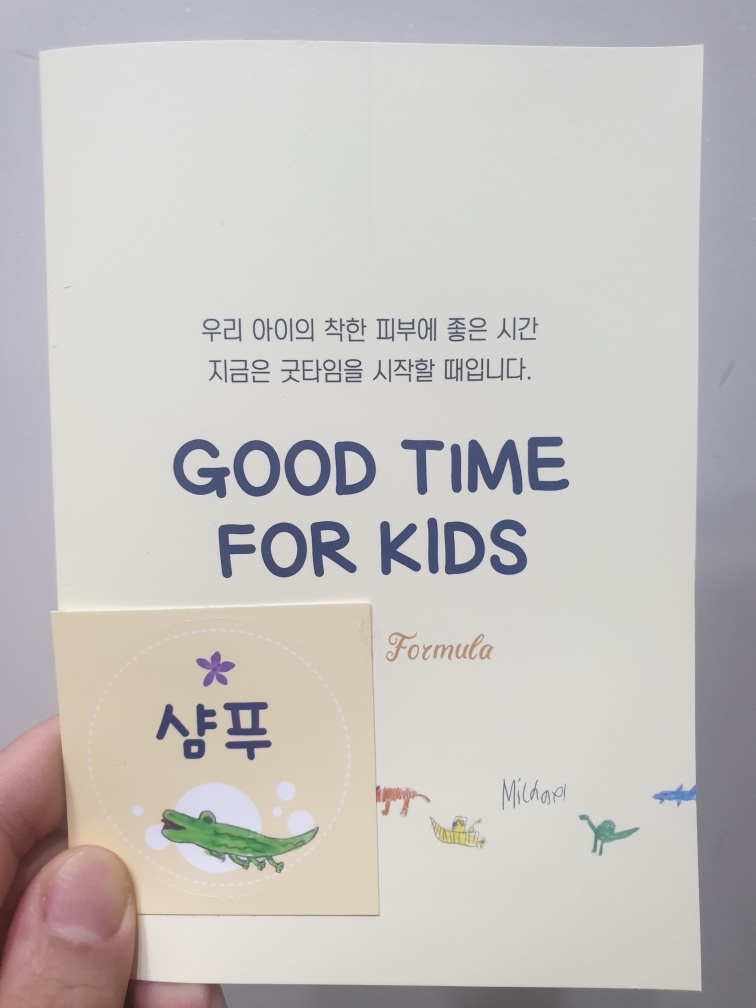 우리 아이의 착한 피부에 좋은 시간
지금은 굿타임을 시작할 때입니다.
GOOD TIME
FOR KIDS
Formula
샴푸
Michael